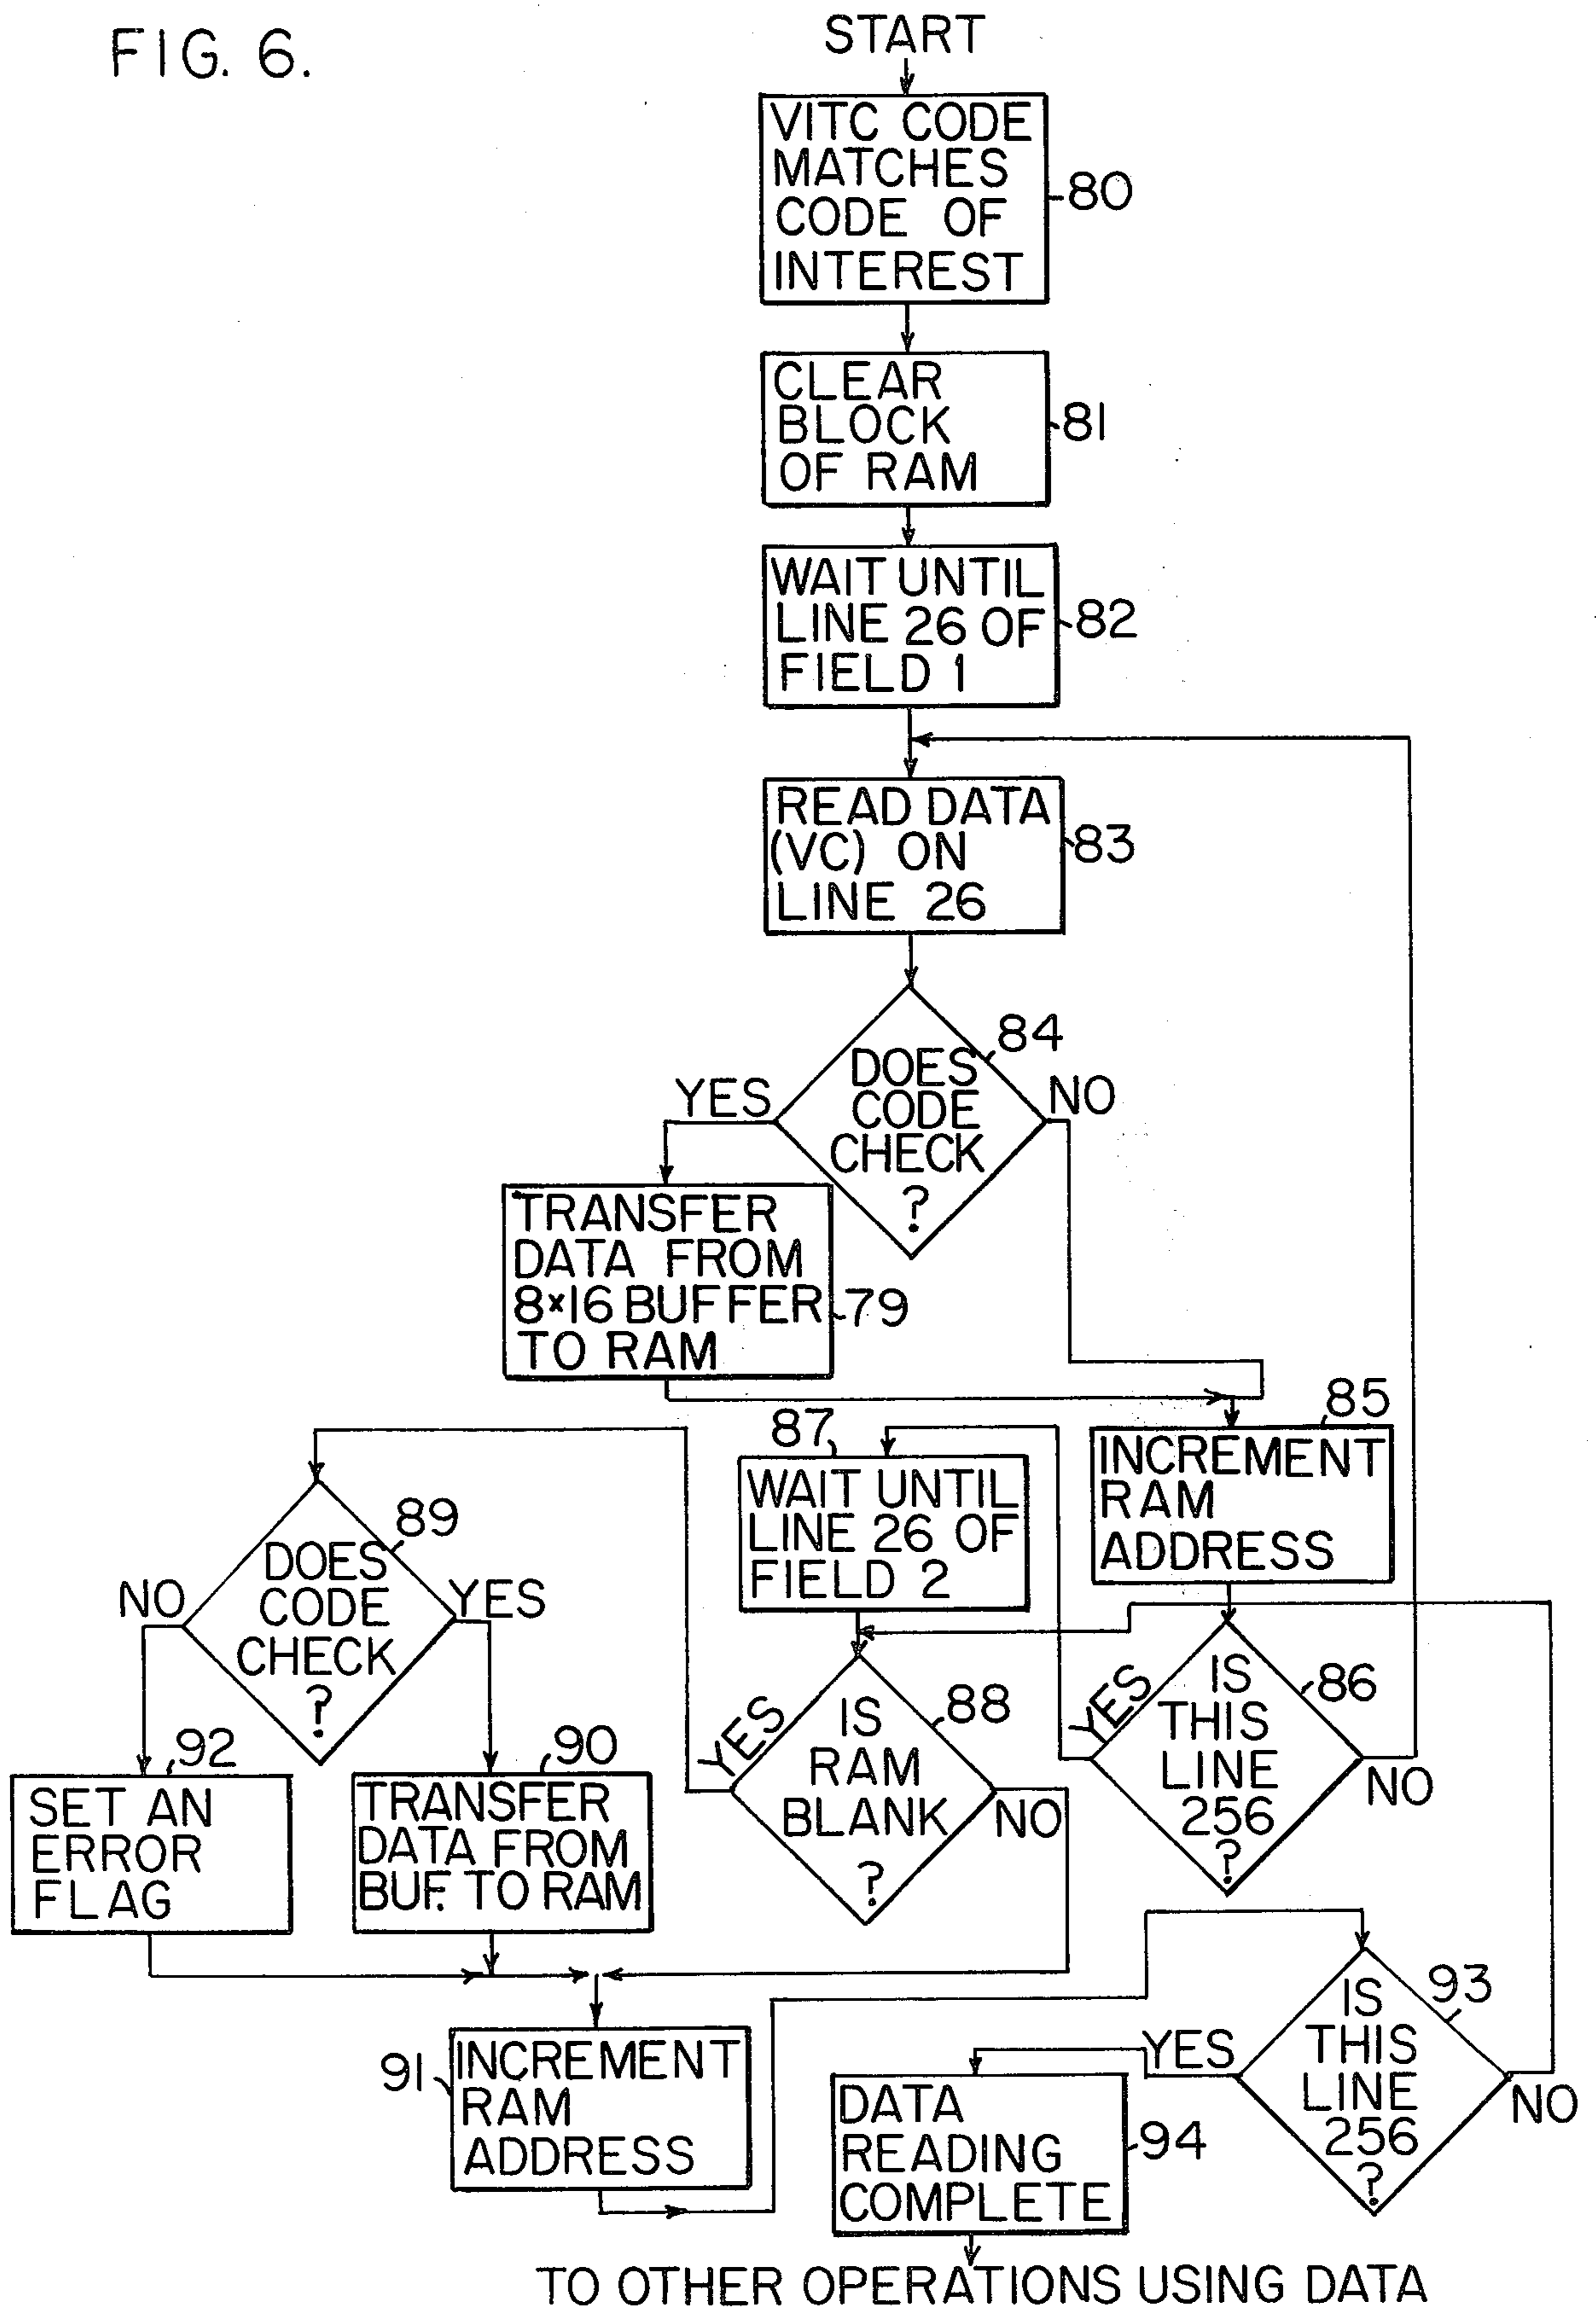 FIG. 6.
START
VITC CODE
MATCHES
CODE OF
INTEREST
80
CLEAR
BLOCK
OF RAM
81
WAIT UNTIL
LINE 26 OF
FIELD 1
82
READ DATA
(VC) ON
LINE 26
83
DOES
CODE
CHECK
?
84
YES
NO
TRANSFER
DATA FROM
8×16 BUFFER
TO RAM
79
85
INCREMENT
RAM
ADDRESS
87
WAIT UNTIL
LINE 26 OF
FIELD 2
89
DOES
CODE
CHECK
?
NO
YES
IS
THIS
LINE
256
?
86
YES
NO
IS
RAM
BLANK
?
88
YES
NO
92
SET AN
ERROR
FLAG
90
TRANSFER
DATA FROM
BUF. TO RAM
91
INCREMENT
RAM
ADDRESS
IS
THIS
LINE
256
?
93
YES
NO
DATA
READING
COMPLETE
94
TO OTHER OPERATIONS USING DATA